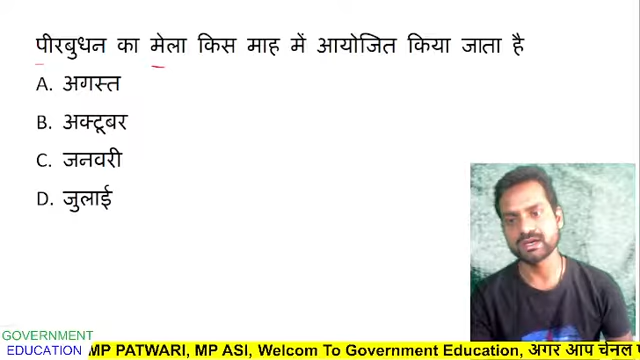 पीरबुधन का मेला किस माह में आयोजित किया जाता है
A. अगस्त
B. अक्टूबर
C. जनवरी
D. जुलाई
GOVERNMENT
EDUCATION
MP PATWARI, MP ASI, Welcom To Government Education, अगर आप चेनल